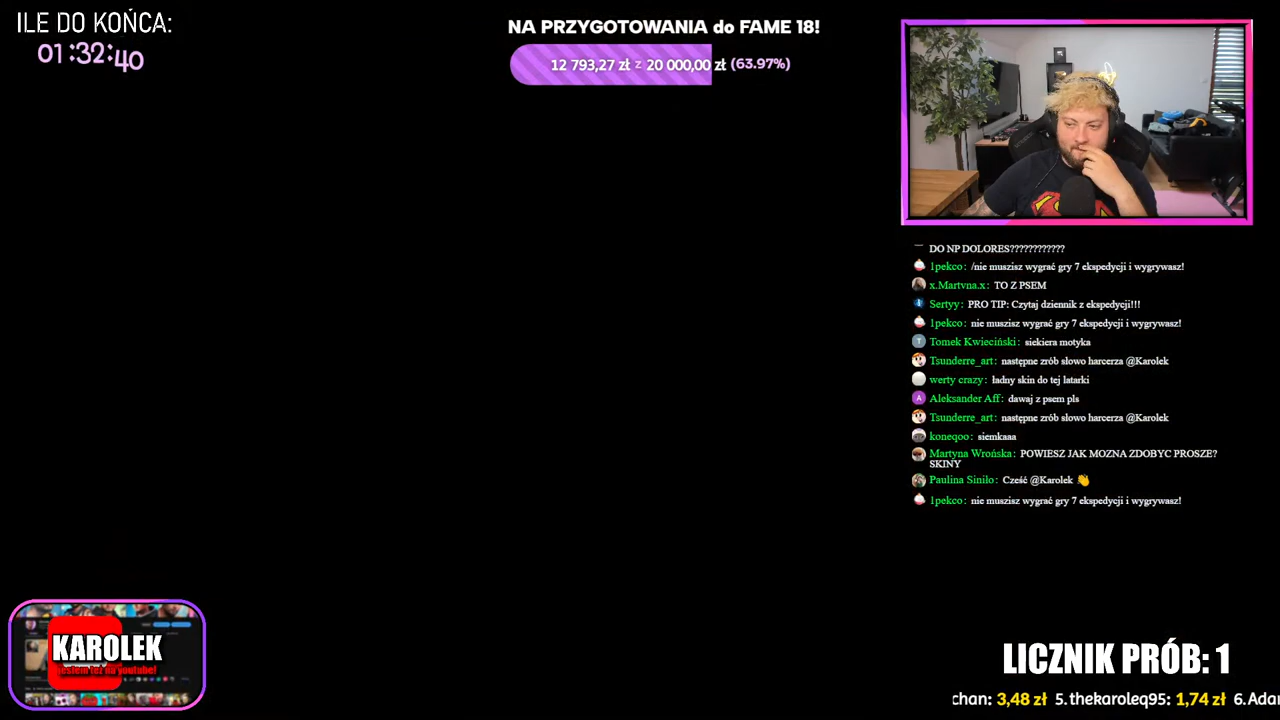 ILE DO KOŃCA:
01:32:40
NA PRZYGOTOWANIA do FAME 18!
12 793,27 zł z 20 000,00 zł (63.97%)
DO NP DOLORES????????????
1pekco: /nie muszisz wygrać gry 7 ekspedycji i wygrywasz!
x.Martvna.x: TO Z PSEM
Sertyy: PRO TIP: Czytaj dziennik z ekspedycji!!!
1pekco: nie muszisz wygrać gry 7 ekspedycji i wygrywasz!
Tomek Kwieciński: siekiera motyka
Tsunderre_art: następne zrób słowo harcerza @Karolek
werty crazy: ładny skin do tej latarki
Aleksander Aff: dawaj z psem pls
Tsunderre_art: następne zrób słowo harcerza @Karolek
koneqoo: siemkaaa
Martyna Wrońska: POWIESZ JAK MOZNA ZDOBYC PROSZE?
SKINY
Paulina Siniło: Cześć @Karolek 👋
1pekco: nie muszisz wygrać gry 7 ekspedycji i wygrywasz!
KAROLEK
jestem też na youtube!
LICZNIK PRÓB: 1
chan: 3,48 zł 5.thekaroleq95: 1,74 zł 6.Adar